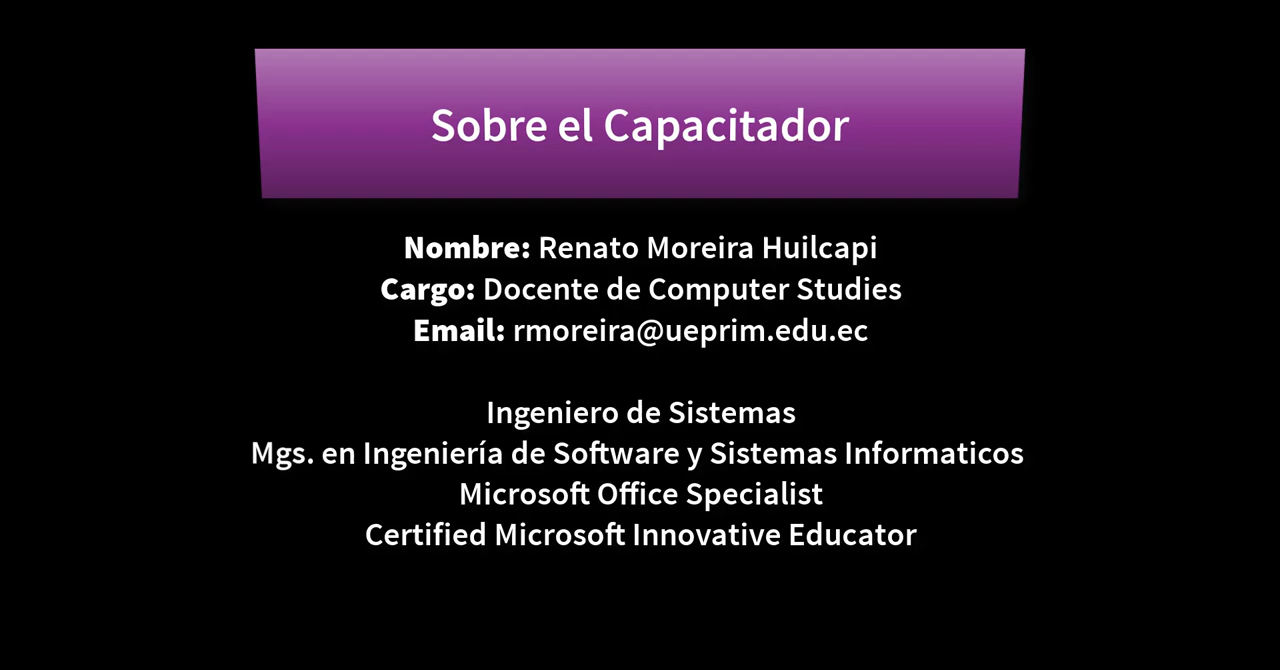 Sobre el Capacitador
Nombre: Renato Moreira Huilcapi
Cargo: Docente de Computer Studies
Email: rmoreira@ueprim.edu.ec
Ingeniero de Sistemas
Mgs. en Ingeniería de Software y Sistemas Informaticos
Microsoft Office Specialist
Certified Microsoft Innovative Educator